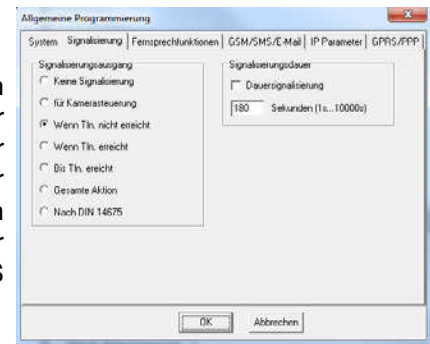 Allgemeine Programmierung
System Signalisierung Fernsprechfunktionen GSM/SMS/E-Mail IP Parameter GPRS/PPP
Signalisierungsausgang
Keine Signalisierung
für Kamerasteuerung
Wenn Tln. nicht erreicht
Wenn Tln. erreicht
Bis Tln. ereicht
Gesamte Aktion
Nach DIN 14675
Signalisierungsdauer
Dauersignalisierung
180 Sekunden (1s...10000s)
OK Abbrechen